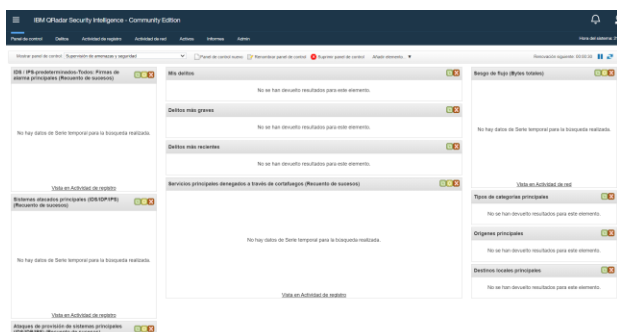 IBM QRadar Security Intelligence - Community Edition
Panel de control Delitos Actividad de registro Actividad de red Activos Informes Admin
Hora del sistema:
Mostrar panel de control: Supervisión de amenazas y seguridad Panel de control nuevo Renombrar panel de control Suprimir panel de control Añadir elemento...
Renovación siguiente: 00:00:
IDS / IPS-predeterminados-Todos: Firmas de alarma principales (Recuento de sucesos)
No hay datos de Serie temporal para la búsqueda realizada.
Vista en Actividad de registro
Sistemas atacados principales (IDS/IDP/IPS) (Recuento de sucesos)
No hay datos de Serie temporal para la búsqueda realizada.
Vista en Actividad de registro
Ataques de provisión de sistemas principales
Mis delitos
No se han devuelto resultados para este elemento.
Delitos más graves
No se han devuelto resultados para este elemento.
Delitos más recientes
No se han devuelto resultados para este elemento.
Servicios principales denegados a través de cortafuegos (Recuento de sucesos)
No hay datos de Serie temporal para la búsqueda realizada.
Vista en Actividad de registro
Sesgo de flujo (Bytes totales)
No hay datos de Serie temporal para la búsqueda realizada.
Vista en Actividad de red
Tipos de categorías principales
No se han devuelto resultados para este elemento.
Orígenes principales
No se han devuelto resultados para este elemento.
Destinos locales principales
No se han devuelto resultados para este elemento.